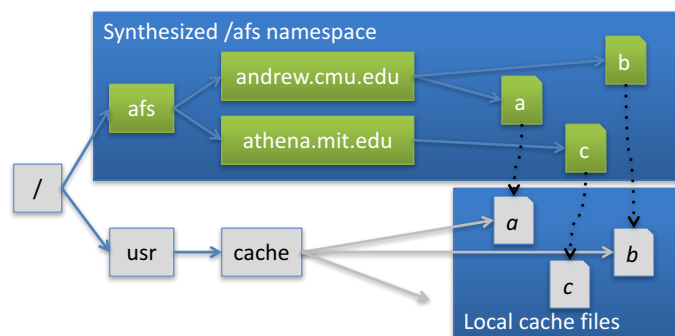 Synthesized /afs namespace
andrew.cmu.edu
b
afs
a
athena.mit.edu
c
/
a
usr
cache
b
c
Local cache files